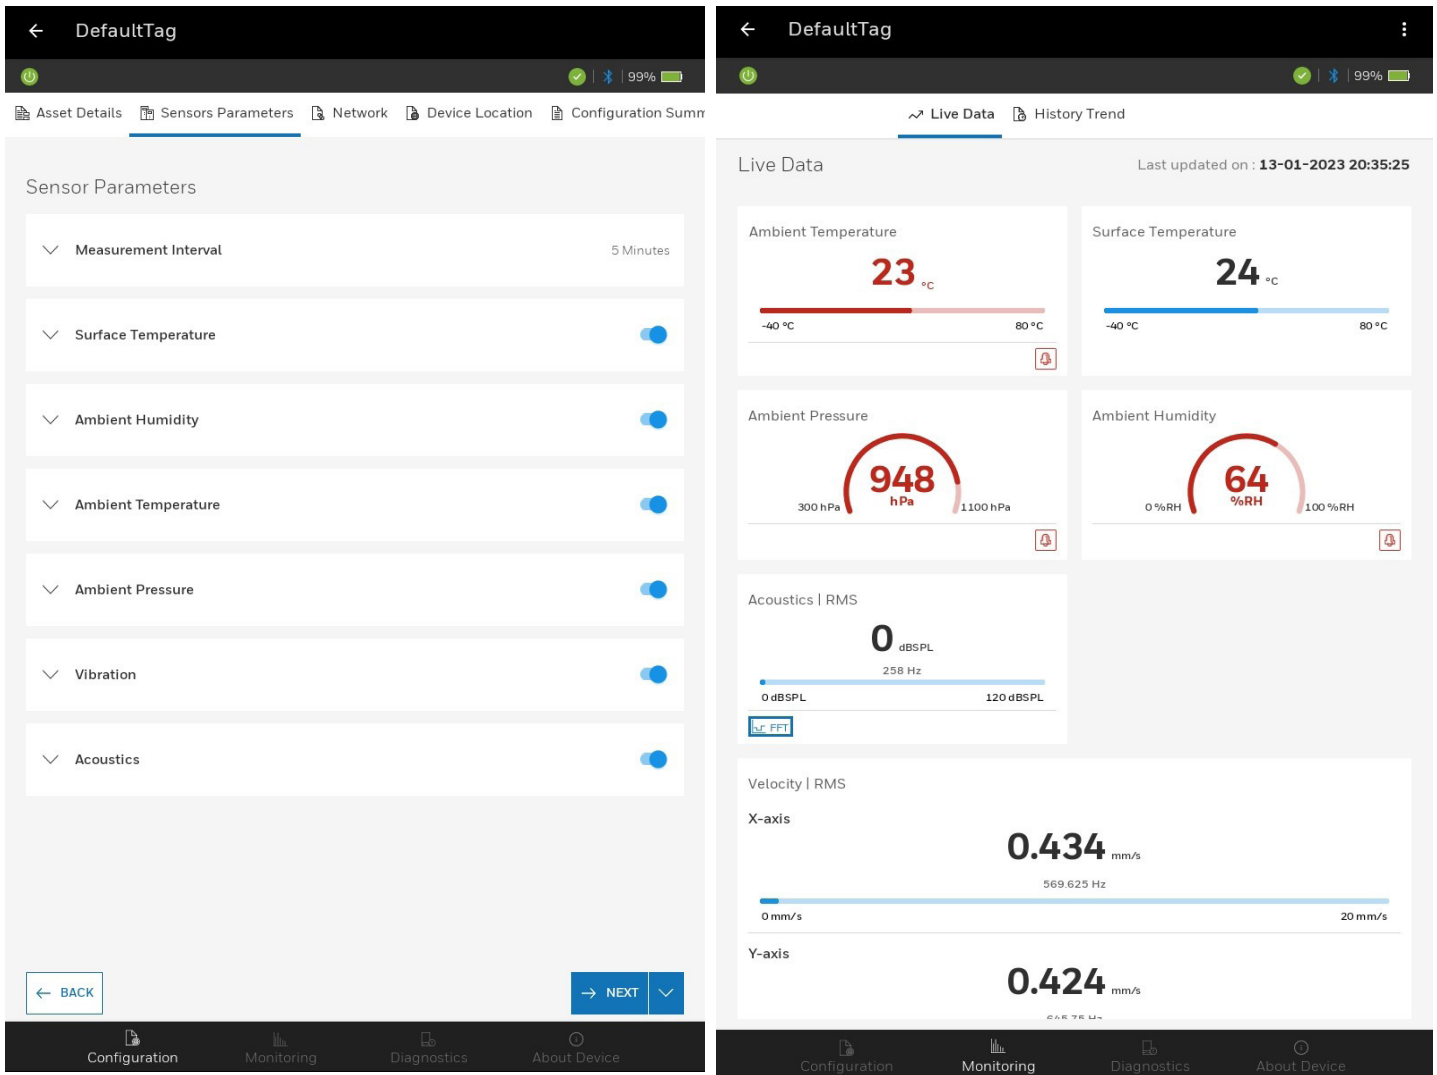 DefaultTag
99%
Asset Details Sensors Parameters Network Device Location Configuration Summ
Sensor Parameters
Measurement Interval 5 Minutes
Surface Temperature
Ambient Humidity
Ambient Temperature
Ambient Pressure
Vibration
Acoustics
BACK NEXT
Configuration Monitoring Diagnostics About Device
DefaultTag
99%
Live Data History Trend
Live Data Last updated on : 13-01-2023 20:35:25
Ambient Temperature
23 °C
-40 °C 80 °C
Surface Temperature
24 °C
-40 °C 80 °C
Ambient Pressure
948
hPa
300 hPa 1100 hPa
Ambient Humidity
64
%RH
0 %RH 100 %RH
Acoustics | RMS
0 dBSPL
258 Hz
0 dBSPL 120 dBSPL
FFT
Velocity | RMS
X-axis
0.434 mm/s
569.625 Hz
0 mm/s 20 mm/s
Y-axis
0.424 mm/s
645.75 Hz
Configuration Monitoring Diagnostics About Device